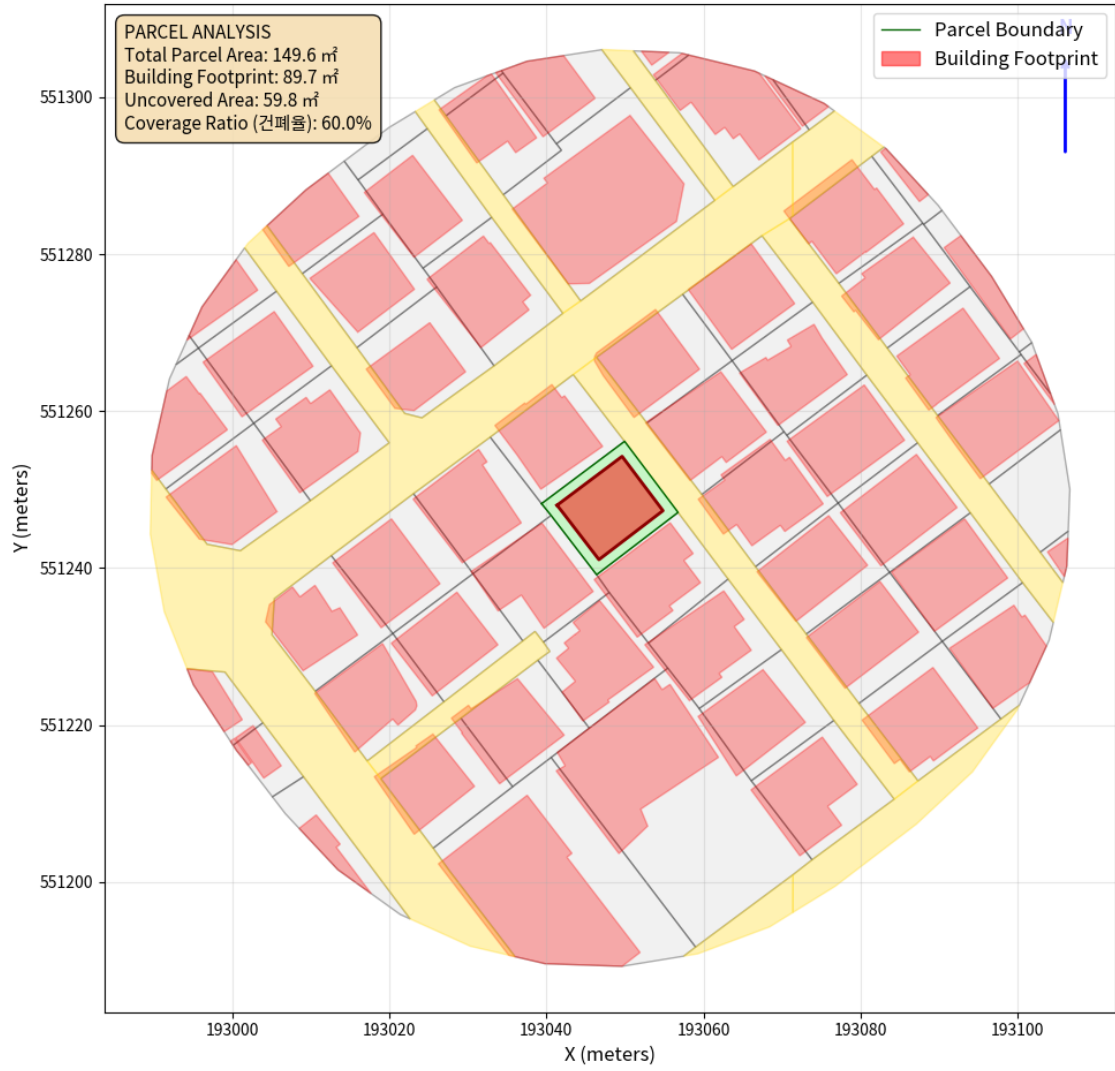 PARCEL ANALYSIS
Total Parcel Area: 149.6 ㎡
Building Footprint: 89.7 ㎡
Uncovered Area: 59.8 ㎡
Coverage Ratio (건폐율): 60.0%
N
Parcel Boundary
Building Footprint
551300
551280
551260
551240
551220
551200
Y (meters)
193000
193020
193040
193060
193080
193100
X (meters)